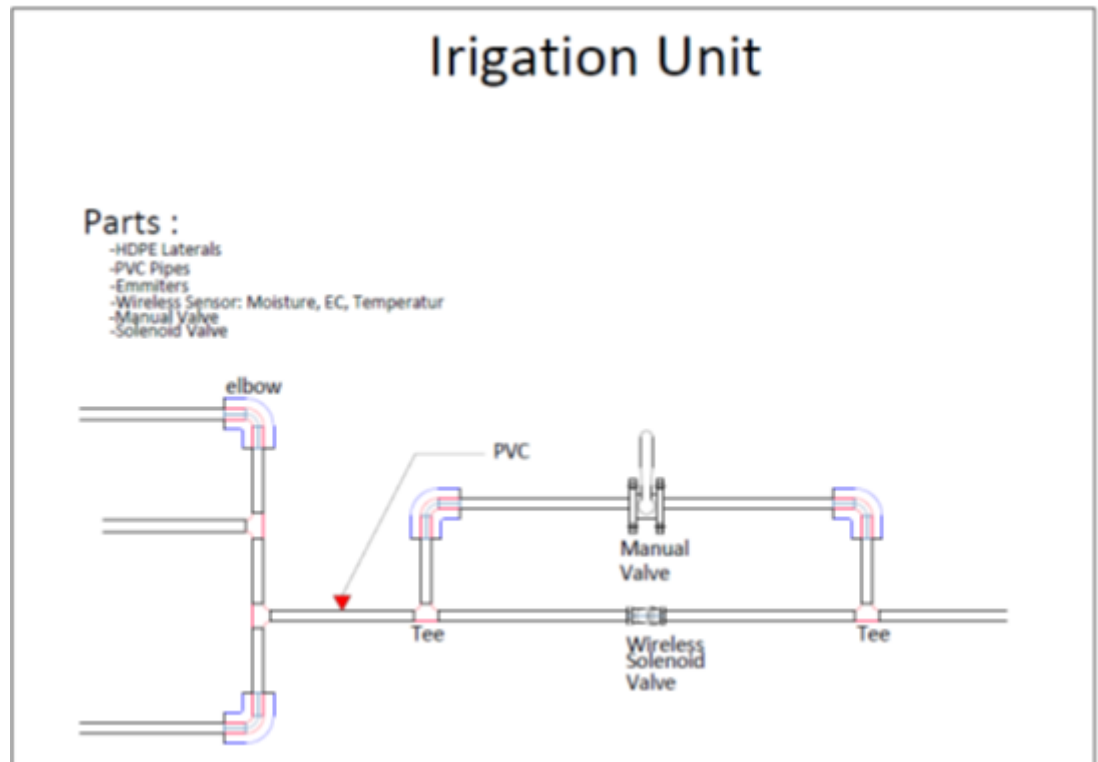 Irigation Unit
Parts :
-HDPE Laterals
-PVC Pipes
-Emmiters
-Wireless Sensor: Moisture, EC, Temperatur
-Manual Valve
-Solenoid Valve
elbow
PVC
Manual
Valve
Tee
Wireless
Solenoid
Valve
Tee